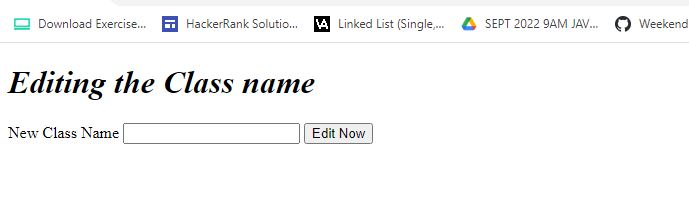 Download Exercise... HackerRank Solutio... Linked List (Single,... SEPT 2022 9AM JAV... Weekend
Editing the Class name
New Class Name Edit Now